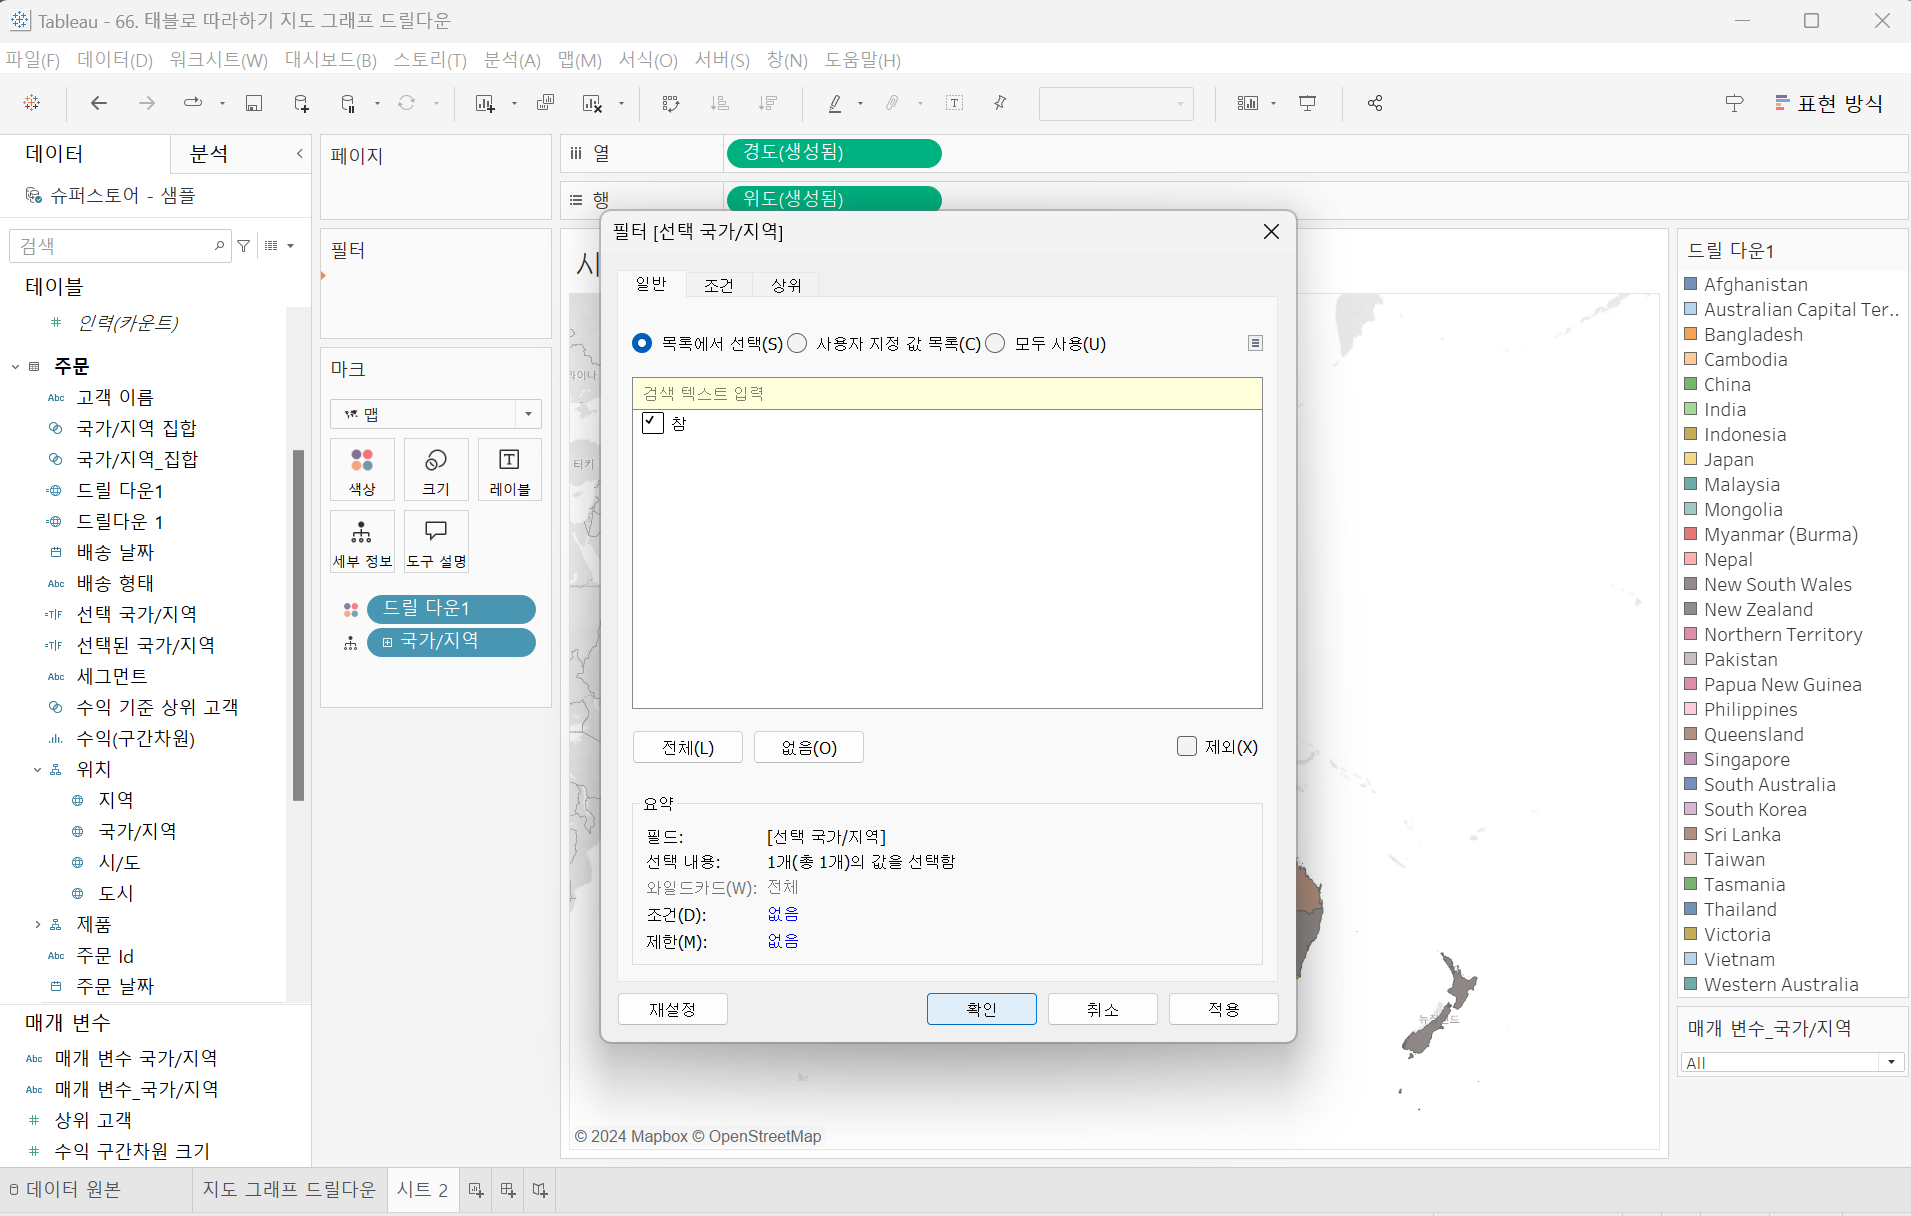 Tableau - 66. 태블로 따라하기 지도 그래프 드릴다운
파일(F) 데이터(D) 워크시트(W) 대시보드(B) 스토리(T) 분석(A) 맵(M) 서식(O) 서버(S) 창(N) 도움말(H)
표현 방식
데이터
분석
슈퍼스토어 - 샘플
검색
테이블
인력(카운트)
주문
Abc 고객 이름
국가/지역 집합
국가/지역_집합
드릴 다운1
드릴다운 1
배송 날짜
Abc 배송 형태
=T|F 선택 국가/지역
=T|F 선택된 국가/지역
Abc 세그먼트
수익 기준 상위 고객
수익(구간차원)
위치
지역
국가/지역
시/도
도시
제품
Abc 주문 Id
주문 날짜
매개 변수
Abc 매개 변수 국가/지역
Abc 매개 변수_국가/지역
# 상위 고객
# 수익 구간차원 크기
페이지
필터
마크
맵
색상
크기
레이블
세부 정보
도구 설명
드릴 다운1
국가/지역
열
경도(생성됨)
행
위도(생성됨)
시
티키
필터 [선택 국가/지역]
일반
조건
상위
목록에서 선택(S)
사용자 지정 값 목록(C)
모두 사용(U)
검색 텍스트 입력
참
전체(L)
없음(O)
제외(X)
요약
필드: [선택 국가/지역]
선택 내용: 1개(총 1개)의 값을 선택함
와일드카드(W): 전체
조건(D): 없음
제한(M): 없음
재설정
확인
취소
적용
뉴질랜드
© 2024 Mapbox © OpenStreetMap
드릴 다운1
Afghanistan
Australian Capital Ter..
Bangladesh
Cambodia
China
India
Indonesia
Japan
Malaysia
Mongolia
Myanmar (Burma)
Nepal
New South Wales
New Zealand
Northern Territory
Pakistan
Papua New Guinea
Philippines
Queensland
Singapore
South Australia
South Korea
Sri Lanka
Taiwan
Tasmania
Thailand
Victoria
Vietnam
Western Australia
매개 변수_국가/지역
All
데이터 원본
지도 그래프 드릴다운
시트 2